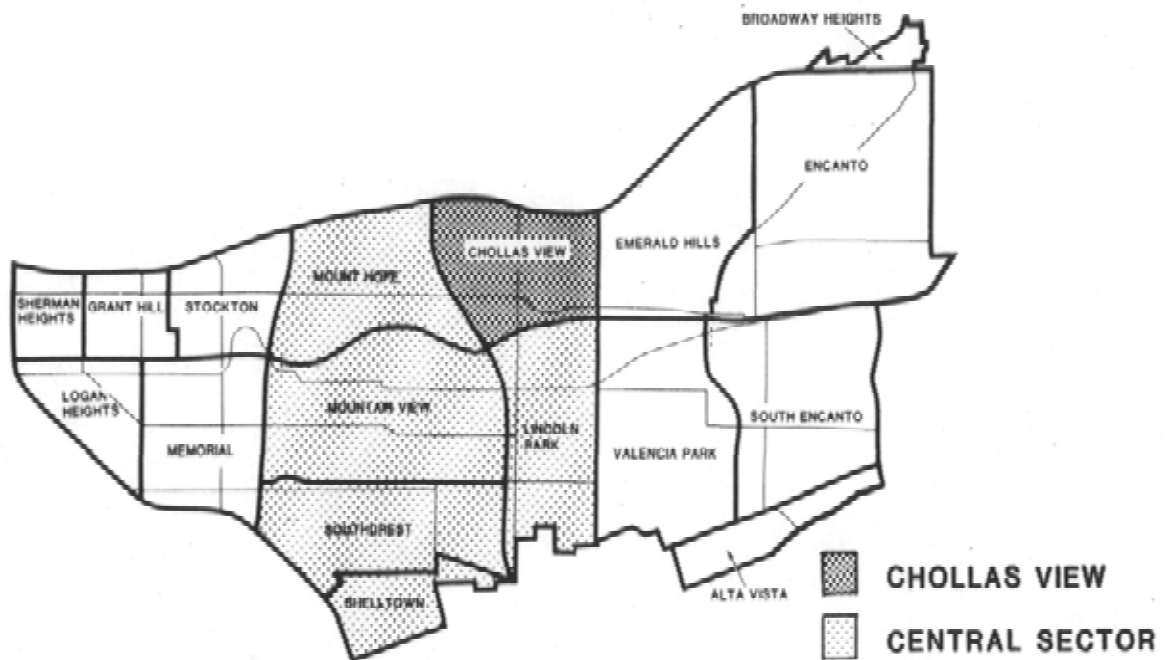 BROADWAY HEIGHTS
ENCANTO
CHOLLAS VIEW
EMERALD HILLS
MOUNT HOPE
SHERMAN
HEIGHTS
GRANT HILL
STOCKTON
LOGAN
HEIGHTS
MOUNTAIN VIEW
LINCOLN
PARK
SOUTH ENCANTO
MEMORIAL
VALENCIA PARK
SOUTHCREST
SHELLTOWN
ALTA VISTA
CHOLLAS VIEW
CENTRAL SECTOR